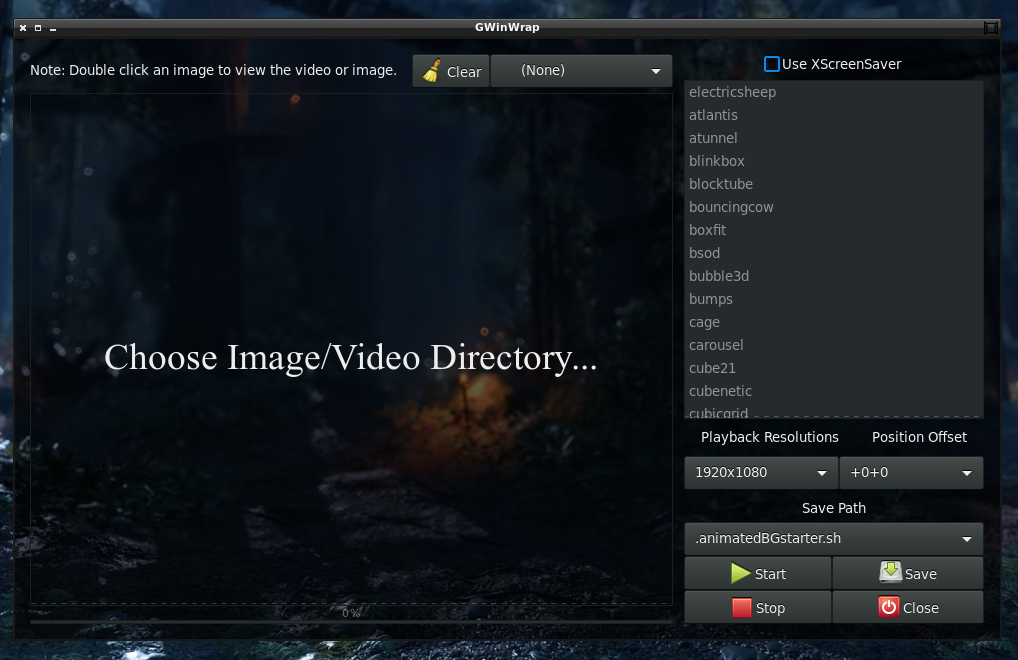 GWinWrap
Note: Double click an image to view the video or image.
Clear
(None)
Use XScreenSaver
electricsheep
atlantis
atunnel
blinkbox
blocktube
bouncingcow
boxfit
bsod
bubble3d
bumps
cage
carousel
cube21
cubenetic
cubicgrid
Choose Image/Video Directory...
Playback Resolutions
Position Offset
1920x1080
+0+0
Save Path
.animatedBGstarter.sh
Start
Save
Stop
Close
0%